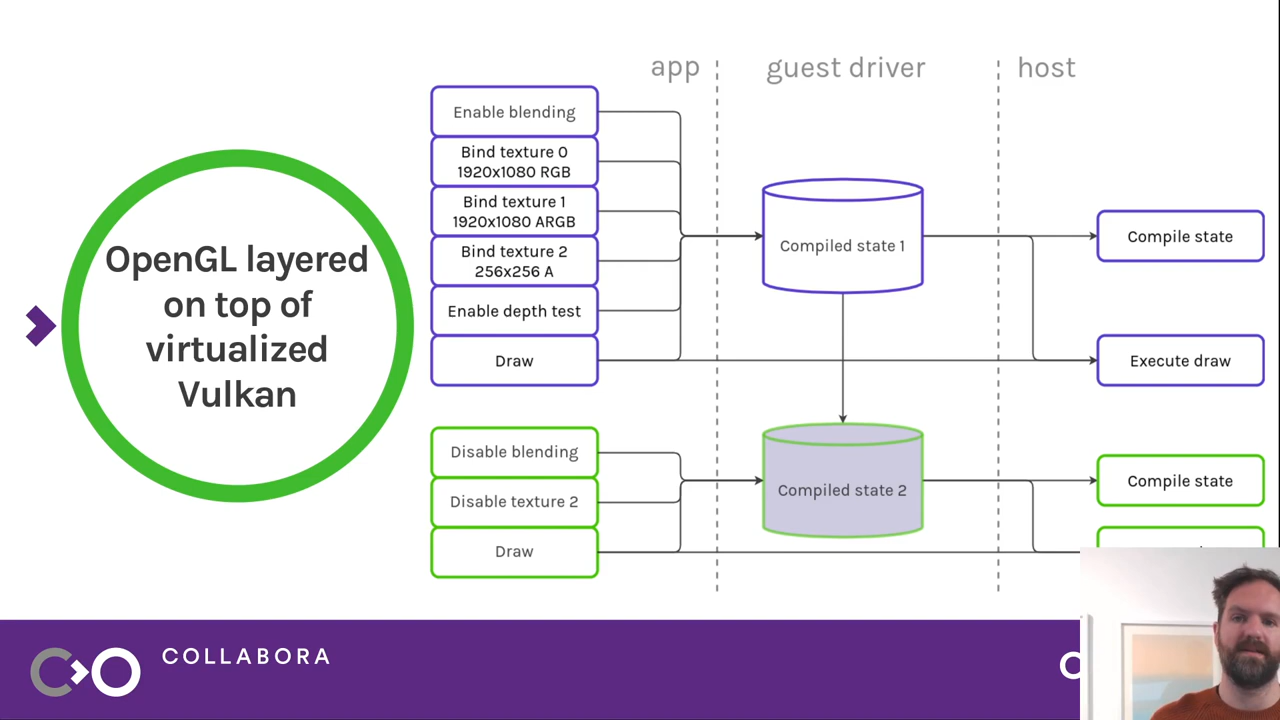 app
guest driver
host
OpenGL layered
on top of
virtualized
Vulkan
Enable blending
Bind texture 0
1920x1080 RGB
Bind texture 1
1920x1080 ARGB
Bind texture 2
256x256 A
Enable depth test
Draw
Compiled state 1
Compile state
Execute draw
Disable blending
Disable texture 2
Draw
Compiled state 2
Compile state
COLLABORA